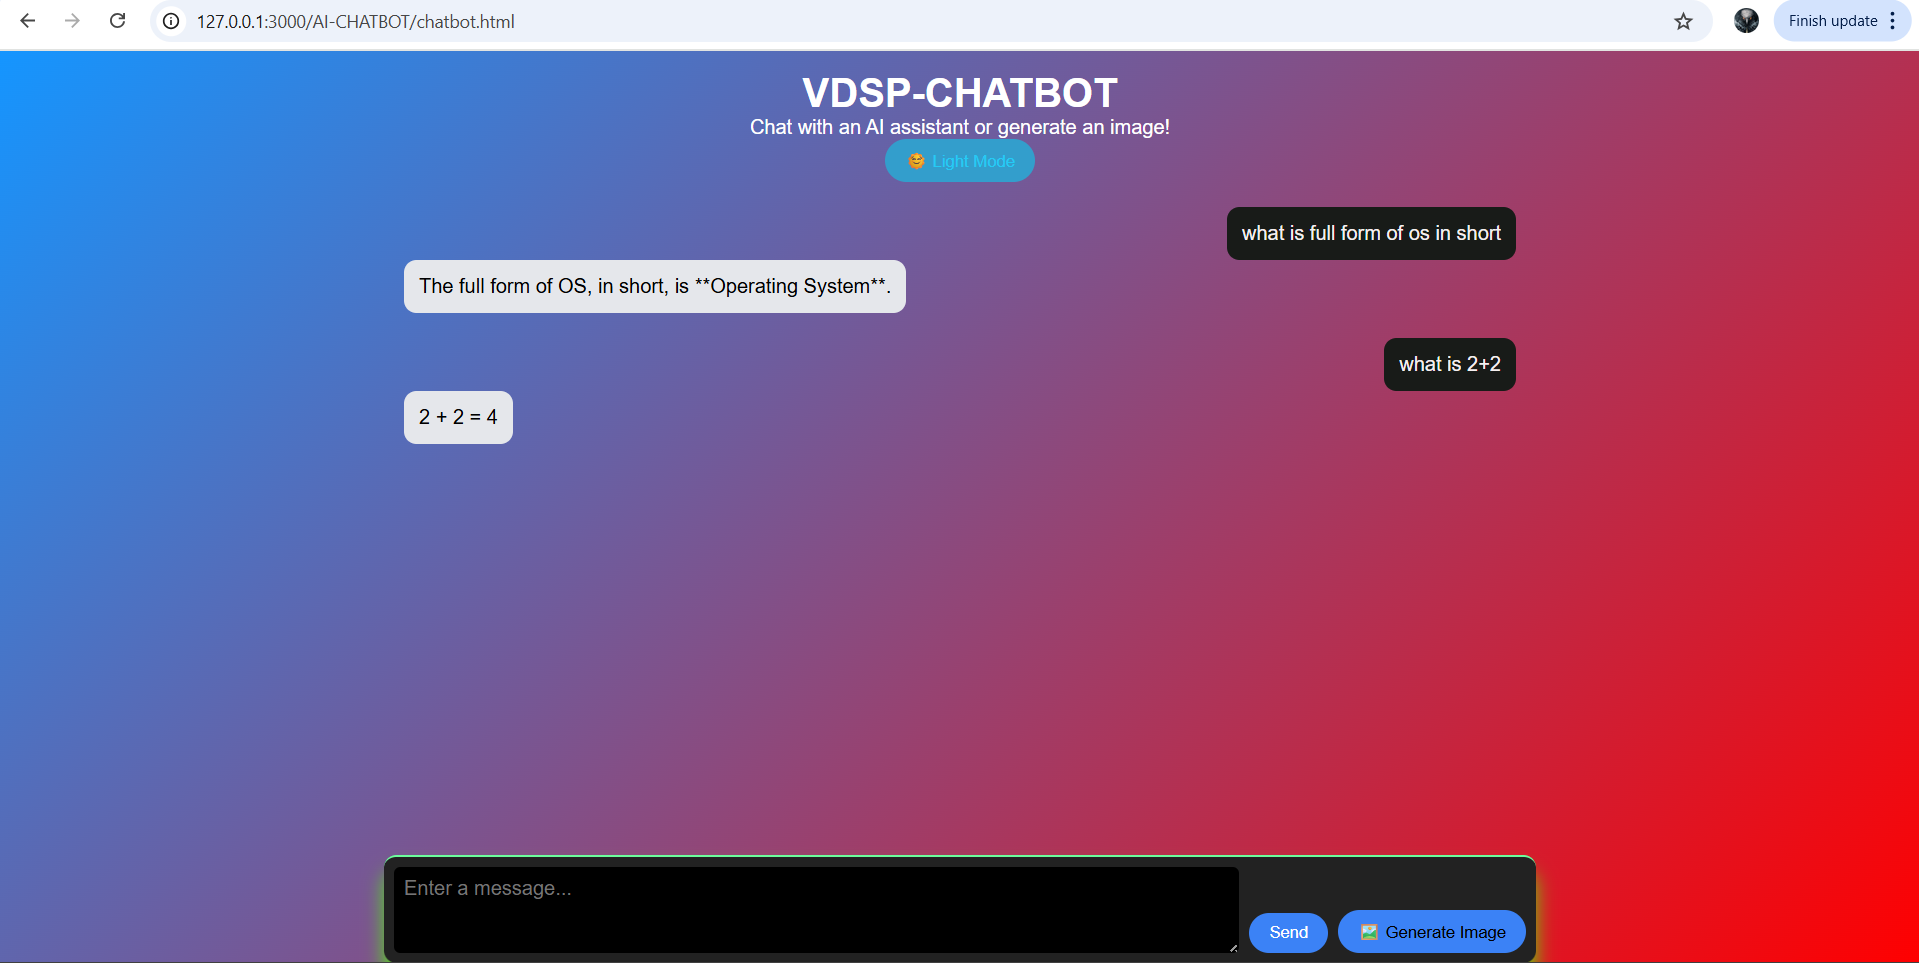 127.0.0.1:3000/AI-CHATBOT/chatbot.html
Finish update
VDSP-CHATBOT
Chat with an AI assistant or generate an image!
🌞 Light Mode
what is full form of os in short
The full form of OS, in short, is **Operating System**.
what is 2+2
2 + 2 = 4
Enter a message...
Send
🖼️ Generate Image